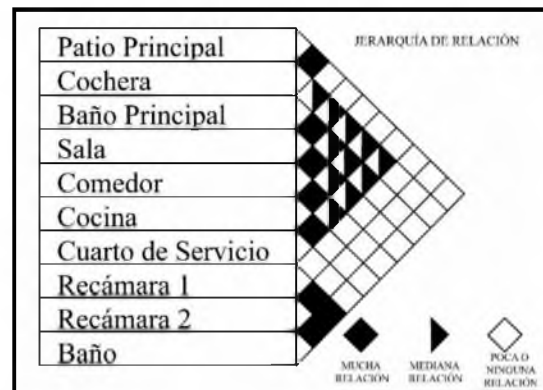 JERARQUÍA DE RELACIÓN
Patio Principal
Cochera
Baño Principal
Sala
Comedor
Cocina
Cuarto de Servicio
Recámara 1
Recámara 2
Baño
MUCHA
RELACIÓN
MEDIANA
RELACIÓN
POCA O
NINGUNA
RELACIÓN